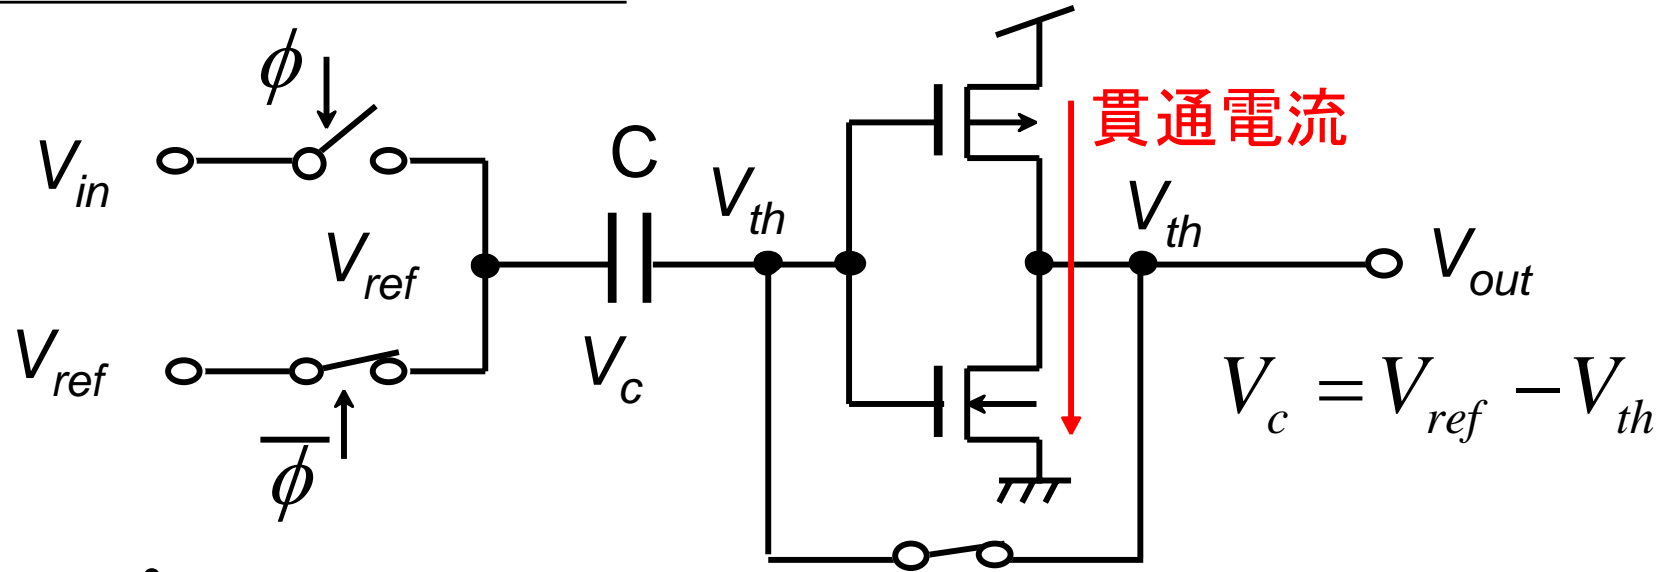 ϕ
V_in
C
V_th
貫通電流
V_th
V_ref
V_out
V_ref
V_c
V_c = V_ref − V_th
ϕ̅